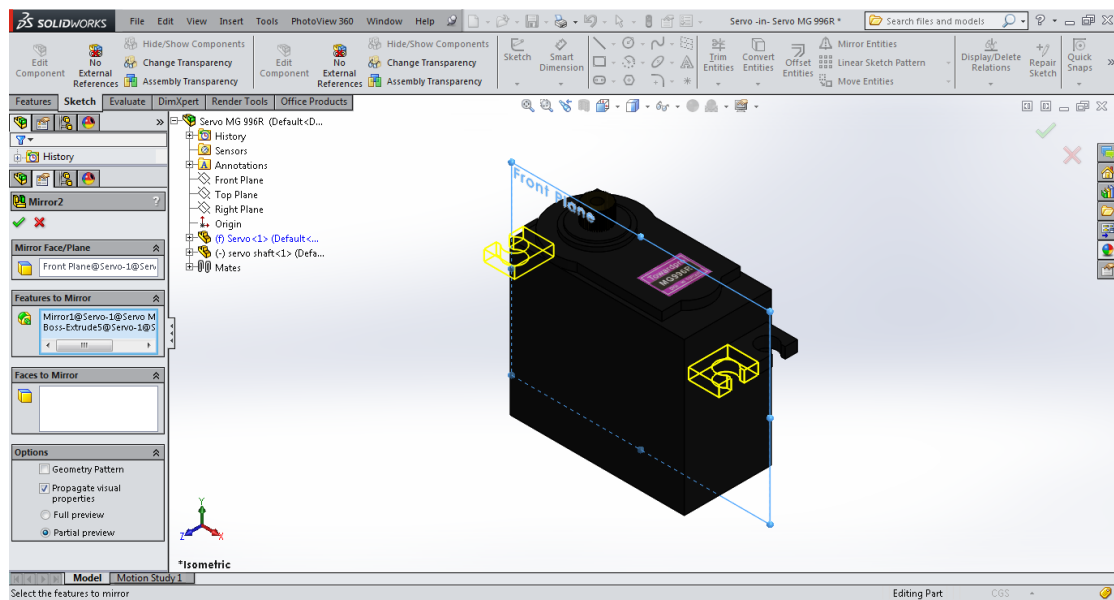 SOLIDWORKS File Edit View Insert Tools PhotoView 360 Window Help Servo -in- Servo MG 996R * Search files and models ?
Edit Component No External References Hide/Show Components Change Transparency Assembly Transparency Edit Component No External References Hide/Show Components Change Transparency Assembly Transparency Sketch Smart Dimension Trim Entities Convert Entities Offset Entities Mirror Entities Linear Sketch Pattern Move Entities Display/Delete Relations Repair Sketch Quick Snaps
Features Sketch Evaluate DimXpert Render Tools Office Products
History
Mirror2 ?
Mirror Face/Plane
Front Plane@Servo-1@Serv
Features to Mirror
Mirror1@Servo-1@Servo M
Boss-Extrude5@Servo-1@S
Faces to Mirror
Options
Geometry Pattern
Propagate visual
properties
Full preview
Partial preview
Servo MG 996R (Default<D...
History
Sensors
Annotations
Front Plane
Top Plane
Right Plane
Origin
(f) Servo<1> (Default<...
(-) servo shaft<1> (Defa...
Mates
Front Plane
MG996R
Y
Z
X
*Isometric
Model Motion Study 1
Select the features to mirror Editing Part CGS